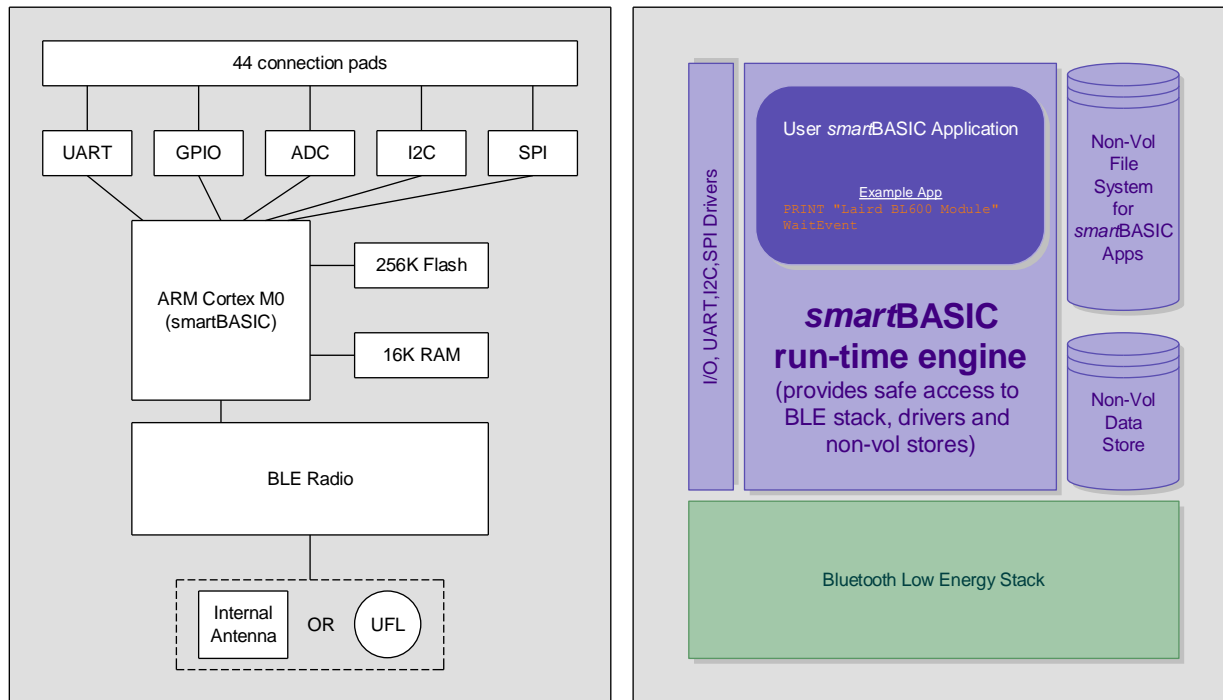 44 connection pads
UART
GPIO
ADC
I2C
SPI
ARM Cortex M0
(smartBASIC)
256K Flash
16K RAM
BLE Radio
Internal
Antenna
OR
UFL
I/O, UART,I2C,SPI Drivers
User smartBASIC Application
Example App
PRINT "Laird BL600 Module"
WaitEvent
smartBASIC
run-time engine
(provides safe access to
BLE stack, drivers and
non-vol stores)
Non-Vol
File
System
for
smartBASIC
Apps
Non-Vol
Data
Store
Bluetooth Low Energy Stack